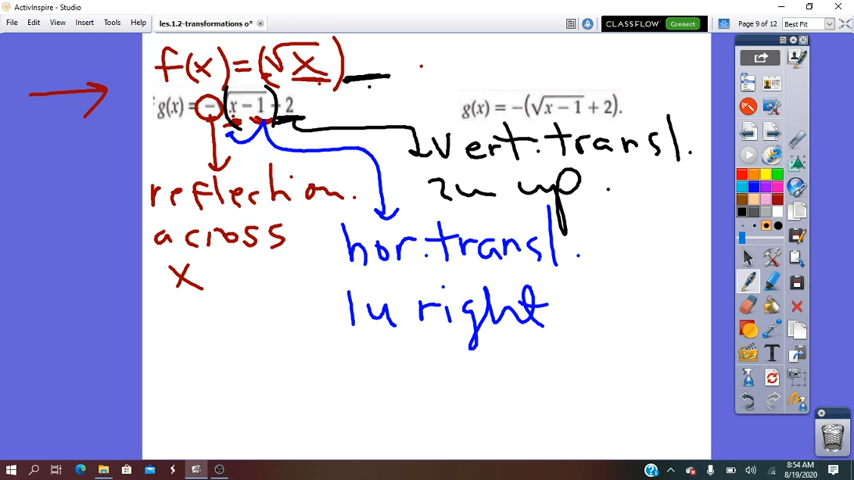 ActivInspire - Studio
File Edit View Insert Tools Help
les.1.2-transformations o*
CLASSFLOW Connect
Page 9 of 12
Best Fit
f(x) = (√x)
g(x) = -√x - 1 + 2
g(x) = -(√x - 1 + 2).
vert. transl.
2u up.
reflection.
across
x
hor. transl.
1u right
8:54 AM
8/19/2020